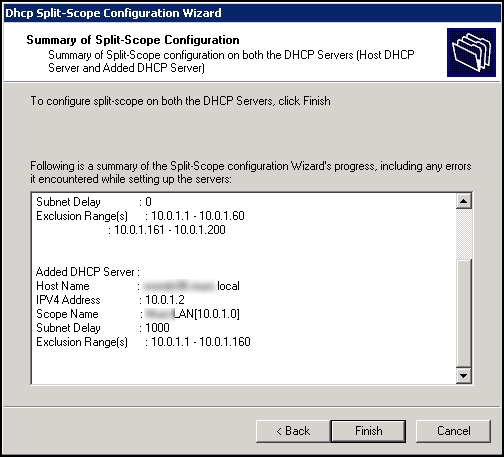 Dhcp Split-Scope Configuration Wizard
Summary of Split-Scope Configuration
Summary of Split-Scope configuration on both the DHCP Servers (Host DHCP
Server and Added DHCP Server)
To configure split-scope on both the DHCP Servers, click Finish
Following is a summary of the Split-Scope configuration Wizard's progress, including any errors
it encountered while setting up the servers:
Subnet Delay : 0
Exclusion Range(s) : 10.0.1.1 - 10.0.1.60
: 10.0.1.161 - 10.0.1.200
Added DHCP Server :
Host Name : local
IPV4 Address : 10.0.1.2
Scope Name : LAN[10.0.1.0]
Subnet Delay : 1000
Exclusion Range(s) : 10.0.1.1 - 10.0.1.160
< Back
Finish
Cancel